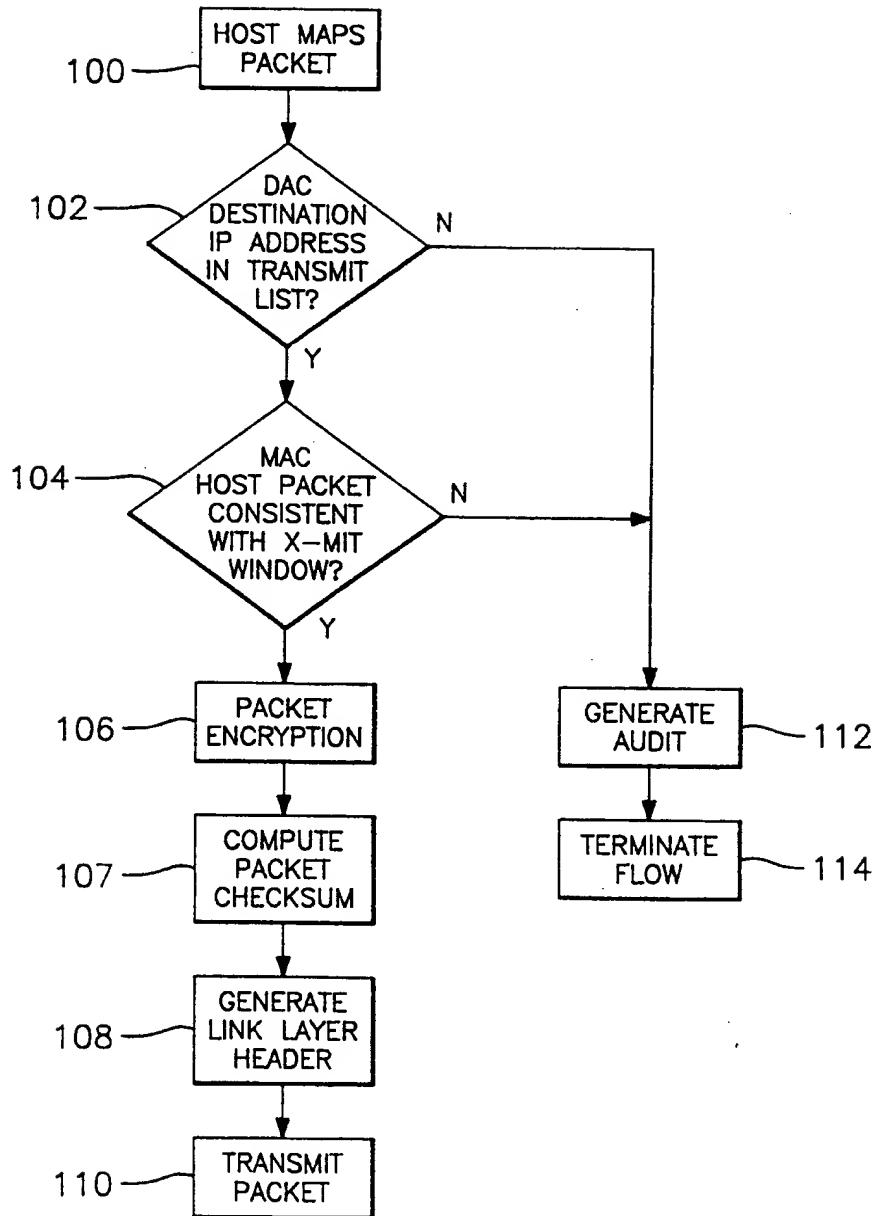 HOST MAPS
PACKET
100
DAC
DESTINATION
IP ADDRESS
IN TRANSMIT
LIST?
102
N
Y
MAC
HOST PACKET
CONSISTENT
WITH X-MIT
WINDOW?
104
N
Y
PACKET
ENCRYPTION
106
GENERATE
AUDIT
112
COMPUTE
PACKET
CHECKSUM
107
TERMINATE
FLOW
114
GENERATE
LINK LAYER
HEADER
108
TRANSMIT
PACKET
110